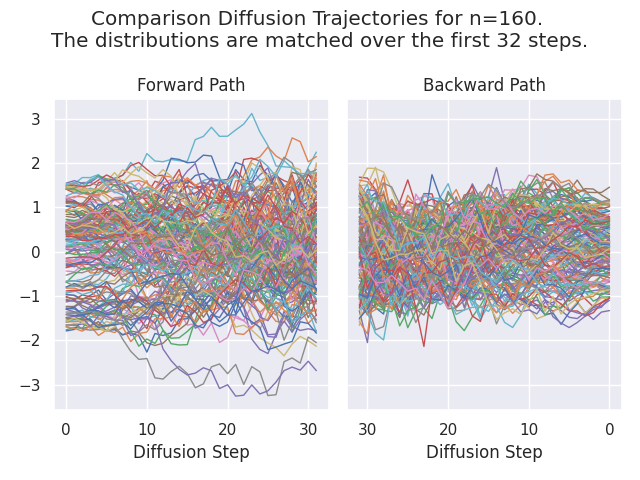 Comparison Diffusion Trajectories for n=160.
The distributions are matched over the first 32 steps.
Forward Path
Backward Path
3
2
1
0
−1
−2
−3
0 10 20 30
30 20 10 0
Diffusion Step
Diffusion Step